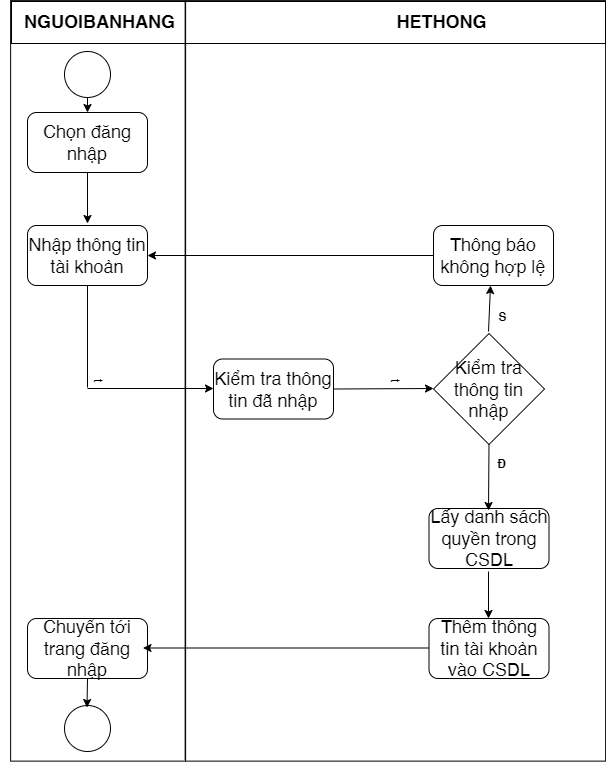 NGUOIBANHANG
HETHONG
Chọn đăng
nhập
Nhập thông tin
tài khoản
Thông báo
không hợp lệ
S
Kiểm tra thông
tin đã nhập
Kiểm tra
thông tin
nhập
Đ
Lấy danh sách
quyền trong
CSDL
Chuyển tới
trang đăng
nhập
Thêm thông
tin tài khoản
vào CSDL